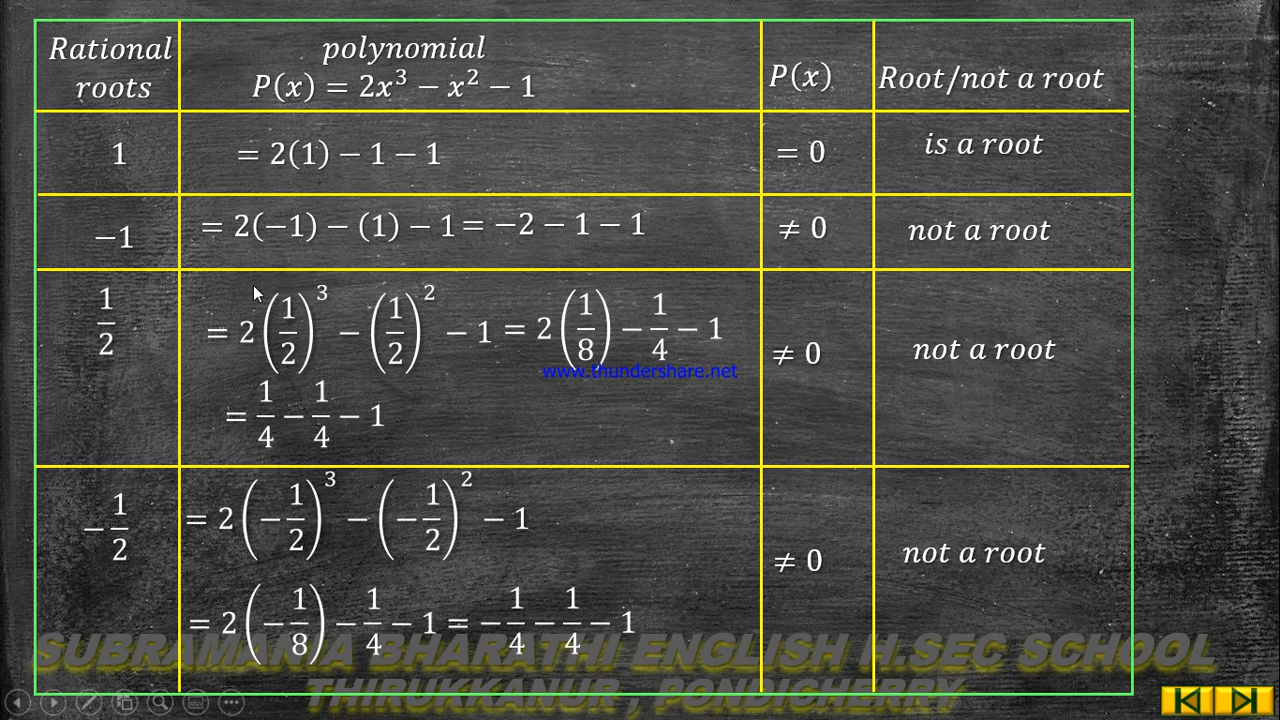 Rational roots
polynomial
P(x) = 2x³ − x² − 1
P(x)
Root/not a root
1
= 2(1) − 1 − 1
= 0
is a root
−1
= 2(−1) − (1) − 1 = −2 − 1 − 1
≠ 0
not a root
1/2
= 2(1/2)³ − (1/2)² − 1 = 2(1/8) − 1/4 − 1
www.thundershare.net
= 1/4 − 1/4 − 1
≠ 0
not a root
−1/2
= 2(−1/2)³ − (−1/2)² − 1
= 2(−1/8) − 1/4 − 1 = −1/4 − 1/4 − 1
≠ 0
not a root
SUBRAMANIA BHARATHI ENGLISH H.SEC SCHOOL
THIRUKKANUR , PONDICHERRY